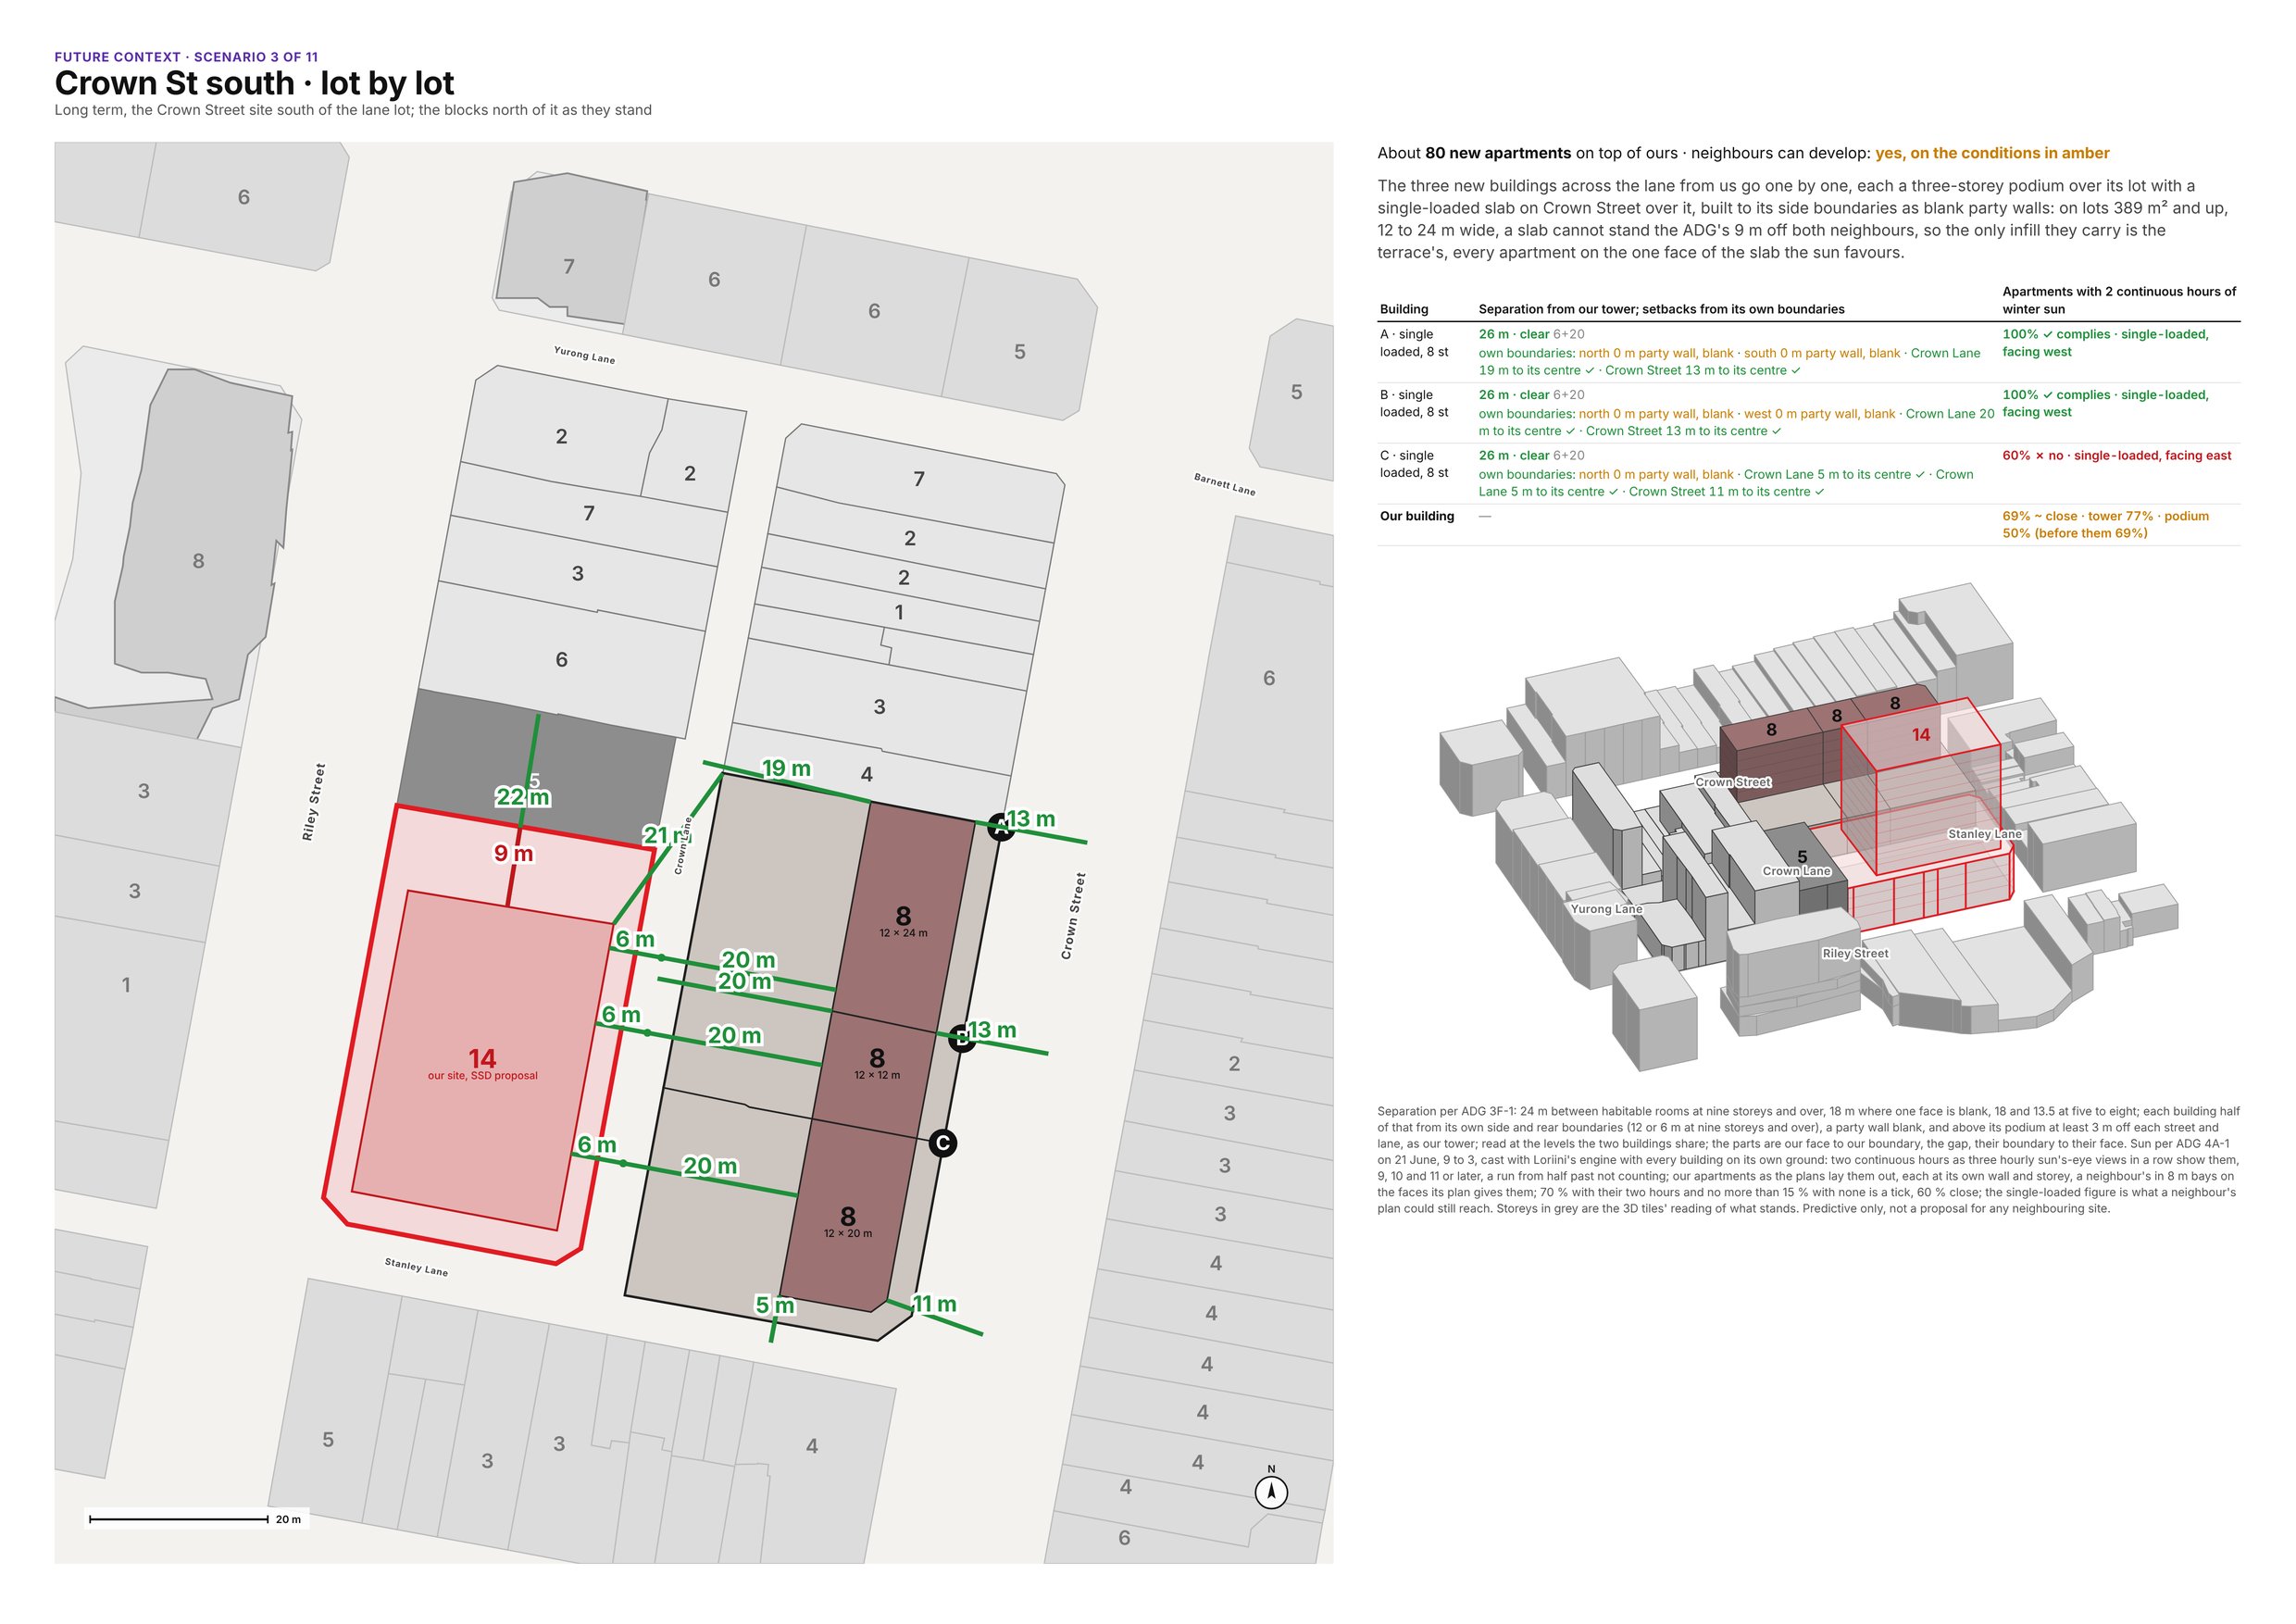 FUTURE CONTEXT · SCENARIO 3 OF 11
Crown St south · lot by lot
Long term, the Crown Street site south of the lane lot; the blocks north of it as they stand
6
7
6
6
5
5
Yurong Lane
Barnett Lane
2
2
7
3
6
7
2
2
1
3
4
8
6
5
22 m
9 m
21 m
19 m
13 m
A
3
3
1
Riley Street
Crown Lane
Crown Street
8
12 × 24 m
6 m
20 m
20 m
6 m
20 m
13 m
B
8
12 × 12 m
14
our site, SSD proposal
6 m
20 m
C
8
12 × 20 m
5 m
11 m
Stanley Lane
2
3
3
3
4
4
4
4
4
4
6
5
3
3
4
N
20 m
About 80 new apartments on top of ours · neighbours can develop: yes, on the conditions in amber
The three new buildings across the lane from us go one by one, each a three-storey podium over its lot with a
single-loaded slab on Crown Street over it, built to its side boundaries as blank party walls: on lots 389 m² and up,
12 to 24 m wide, a slab cannot stand the ADG's 9 m off both neighbours, so the only infill they carry is the
terrace's, every apartment on the one face of the slab the sun favours.
Building
Separation from our tower; setbacks from its own boundaries
Apartments with 2 continuous hours of
winter sun
A · single
loaded, 8 st
26 m · clear 6+20
own boundaries: north 0 m party wall, blank · south 0 m party wall, blank · Crown Lane
19 m to its centre ✓ · Crown Street 13 m to its centre ✓
100% ✓ complies · single-loaded,
facing west
B · single
loaded, 8 st
26 m · clear 6+20
own boundaries: north 0 m party wall, blank · west 0 m party wall, blank · Crown Lane 20
m to its centre ✓ · Crown Street 13 m to its centre ✓
100% ✓ complies · single-loaded,
facing west
C · single
loaded, 8 st
26 m · clear 6+20
own boundaries: north 0 m party wall, blank · Crown Lane 5 m to its centre ✓ · Crown
Lane 5 m to its centre ✓ · Crown Street 11 m to its centre ✓
60% × no · single-loaded, facing east
Our building
—
69% ~ close · tower 77% · podium
50% (before them 69%)
8
8
8
14
Crown Street
Stanley Lane
5
Crown Lane
Yurong Lane
Riley Street
Separation per ADG 3F-1: 24 m between habitable rooms at nine storeys and over, 18 m where one face is blank, 18 and 13.5 at five to eight; each building half
of that from its own side and rear boundaries (12 or 6 m at nine storeys and over), a party wall blank, and above its podium at least 3 m off each street and
lane, as our tower; read at the levels the two buildings share; the parts are our face to our boundary, the gap, their boundary to their face. Sun per ADG 4A-1
on 21 June, 9 to 3, cast with Loriini's engine with every building on its own ground: two continuous hours as three hourly sun's-eye views in a row show them,
9, 10 and 11 or later, a run from half past not counting; our apartments as the plans lay them out, each at its own wall and storey, a neighbour's in 8 m bays on
the faces its plan gives them; 70 % with their two hours and no more than 15 % with none is a tick, 60 % close; the single-loaded figure is what a neighbour's
plan could still reach. Storeys in grey are the 3D tiles' reading of what stands. Predictive only, not a proposal for any neighbouring site.